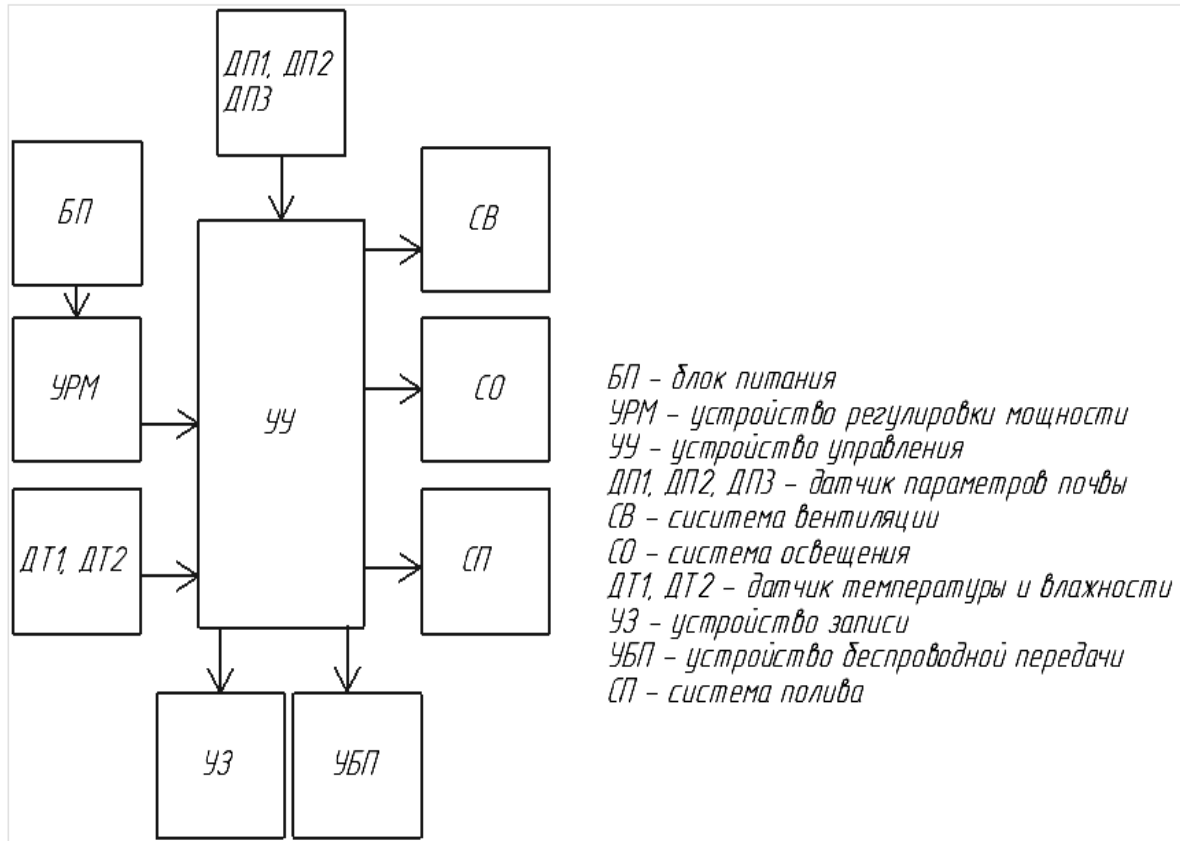 ДП1, ДП2
ДП3
БП
СВ
УРМ
УУ
СО
ДТ1, ДТ2
СП
УЗ
УБП
БП – блок питания
УРМ – устройство регулировки мощности
УУ – устройство управления
ДП1, ДП2, ДП3 – датчик параметров почвы
СВ – сиситема вентиляции
СО – система освещения
ДТ1, ДТ2 – датчик температуры и влажности
УЗ – устройство записи
УБП – устройство беспроводной передачи
СП – система полива